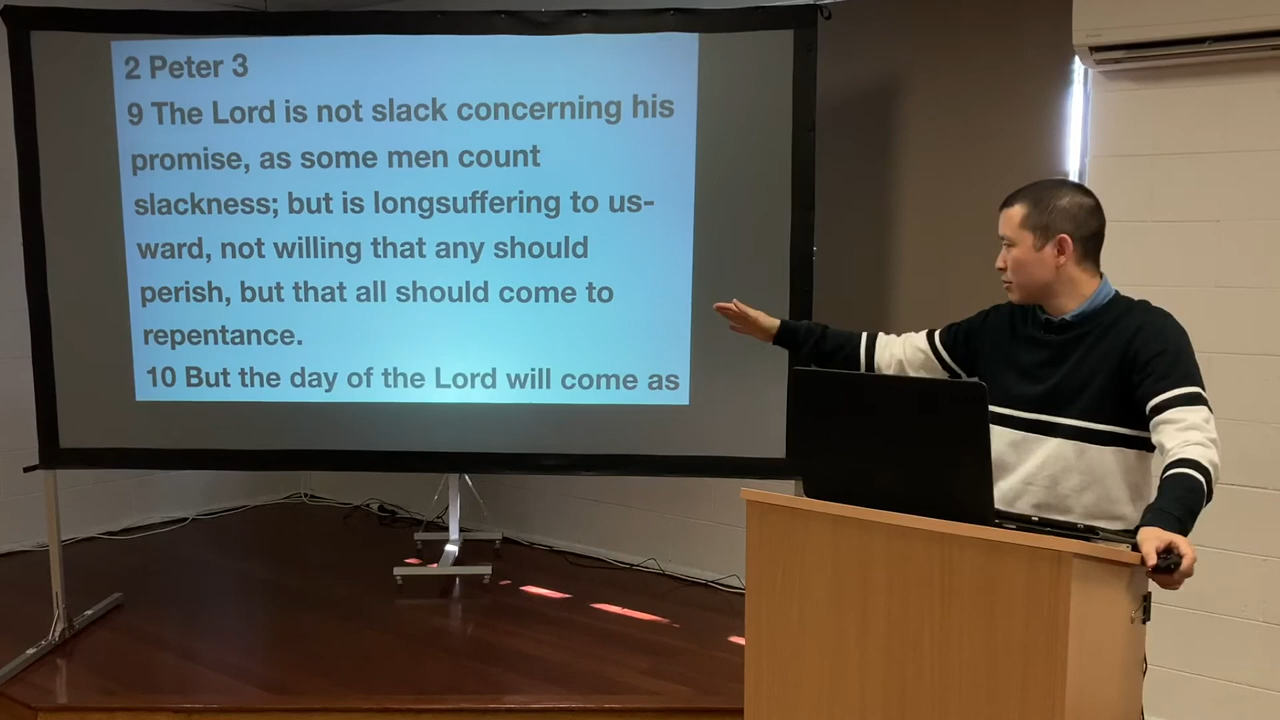 2 Peter 3
9 The Lord is not slack concerning his
promise, as some men count
slackness; but is longsuffering to us-
ward, not willing that any should
perish, but that all should come to
repentance.
10 But the day of the Lord will come as